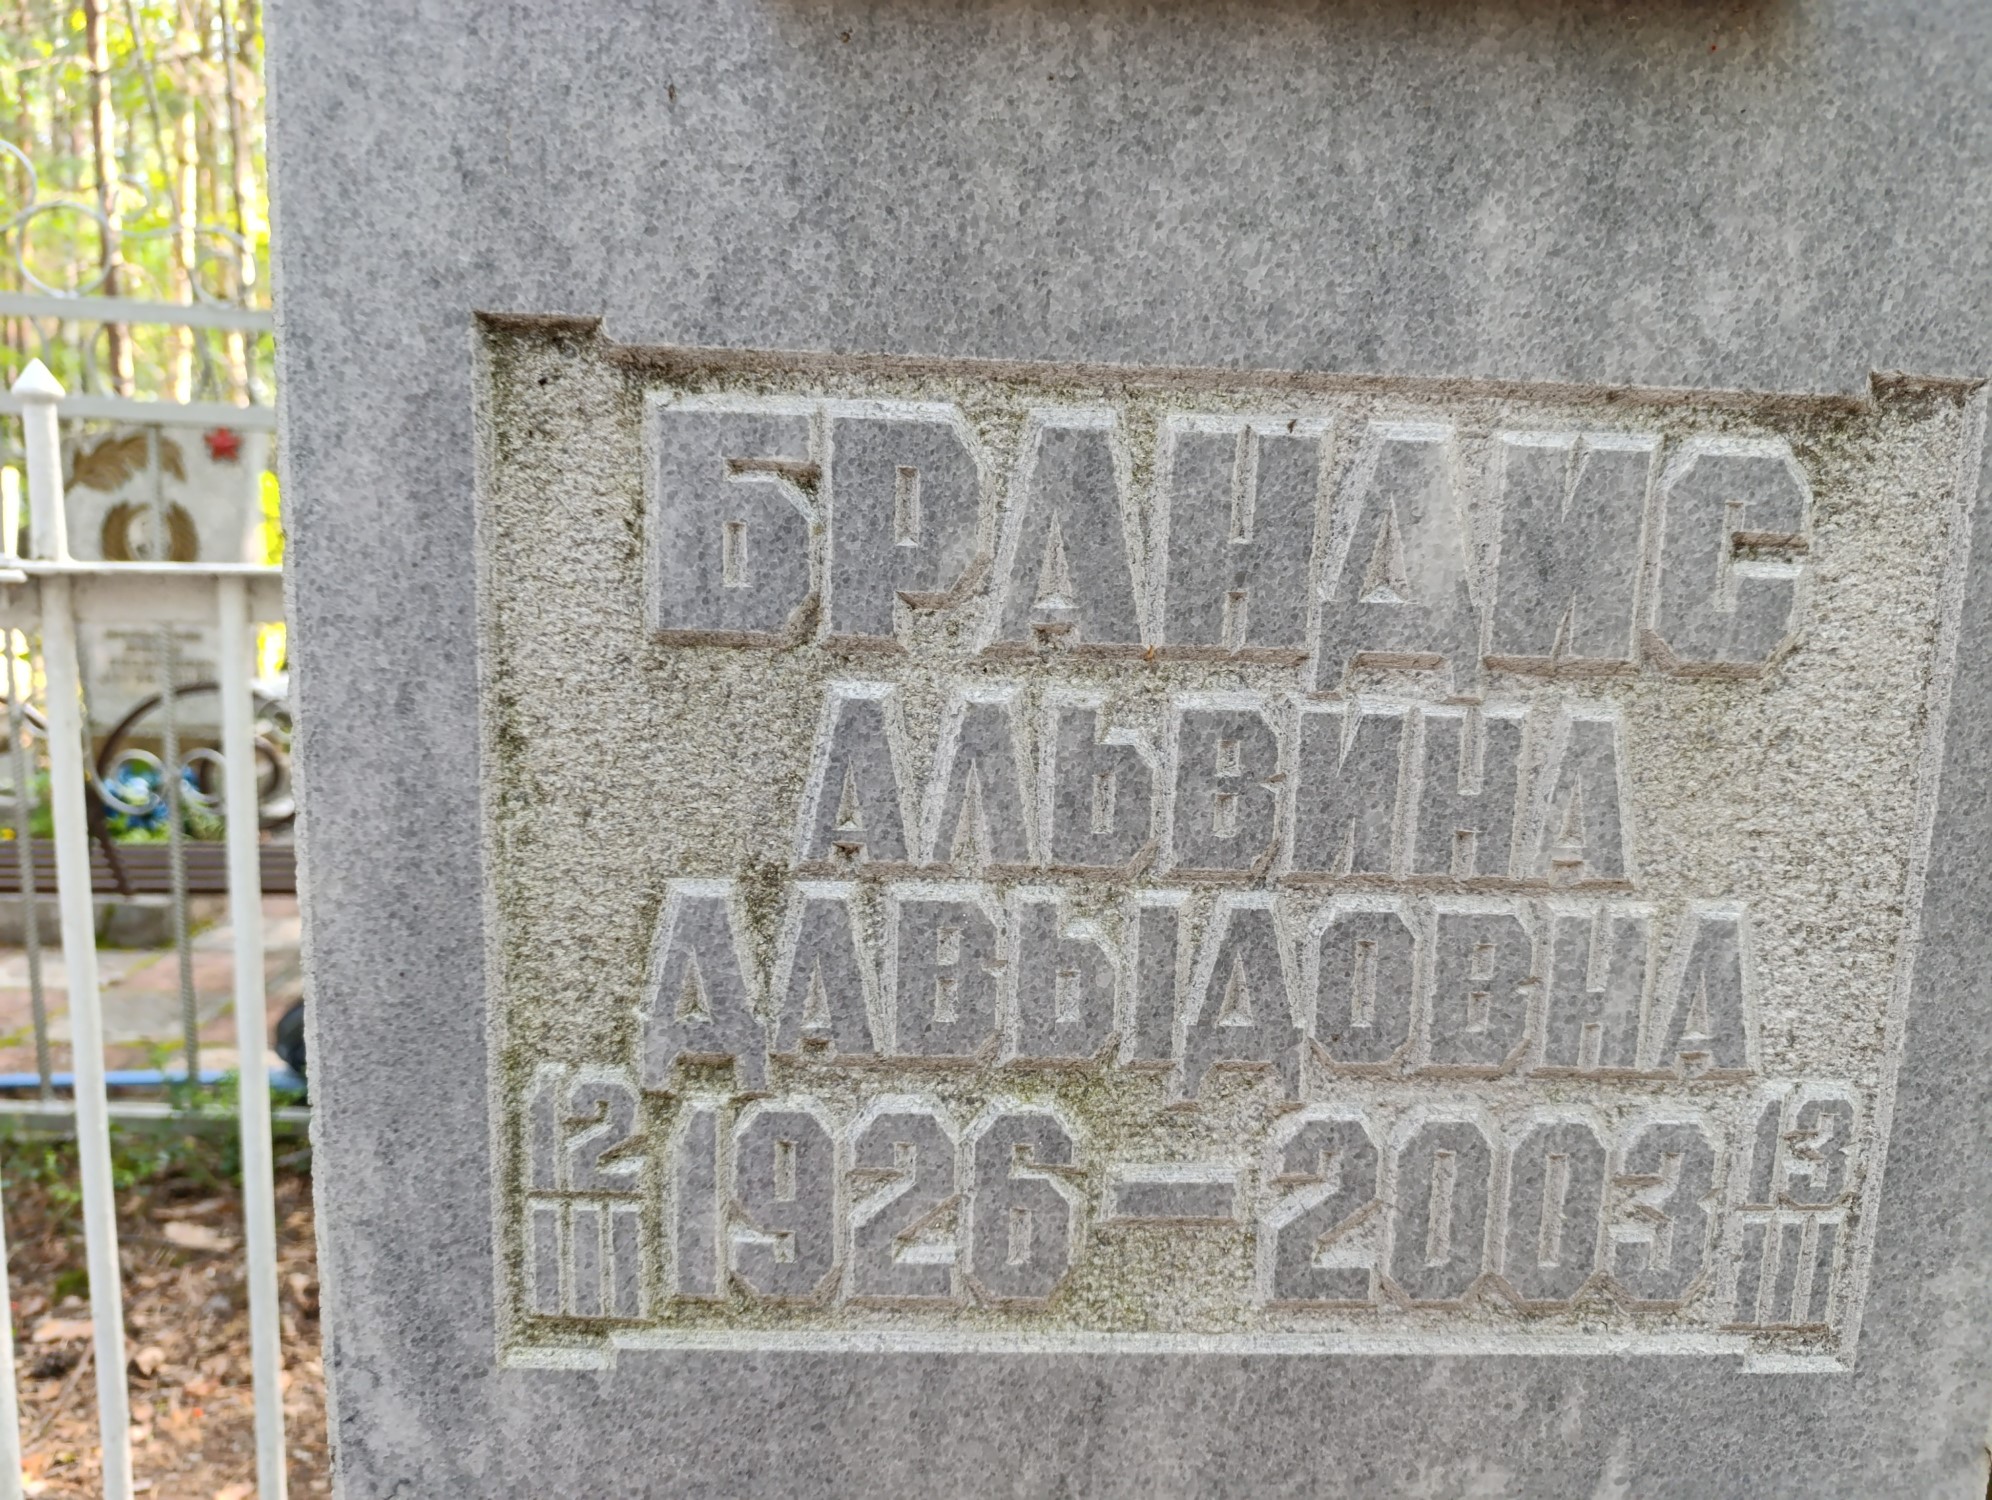 БРАНДИС
АЛЬВИНА
ДАВЫДОВНА
12 III 1926 – 2003 13 III